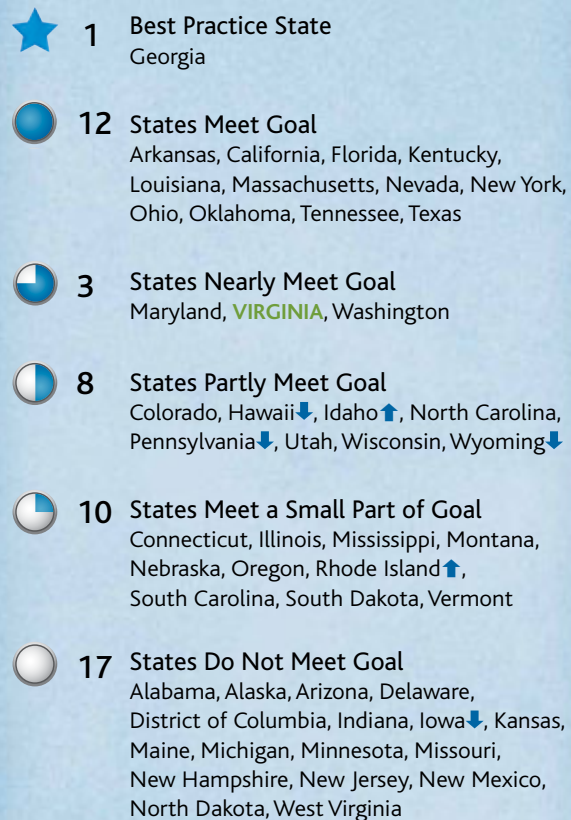 1 Best Practice State
Georgia
12 States Meet Goal
Arkansas, California, Florida, Kentucky,
Louisiana, Massachusetts, Nevada, New York,
Ohio, Oklahoma, Tennessee, Texas
3 States Nearly Meet Goal
Maryland, VIRGINIA, Washington
8 States Partly Meet Goal
Colorado, Hawaii⬇, Idaho⬆, North Carolina,
Pennsylvania⬇, Utah, Wisconsin, Wyoming⬇
10 States Meet a Small Part of Goal
Connecticut, Illinois, Mississippi, Montana,
Nebraska, Oregon, Rhode Island⬆,
South Carolina, South Dakota, Vermont
17 States Do Not Meet Goal
Alabama, Alaska, Arizona, Delaware,
District of Columbia, Indiana, Iowa⬇, Kansas,
Maine, Michigan, Minnesota, Missouri,
New Hampshire, New Jersey, New Mexico,
North Dakota, West Virginia